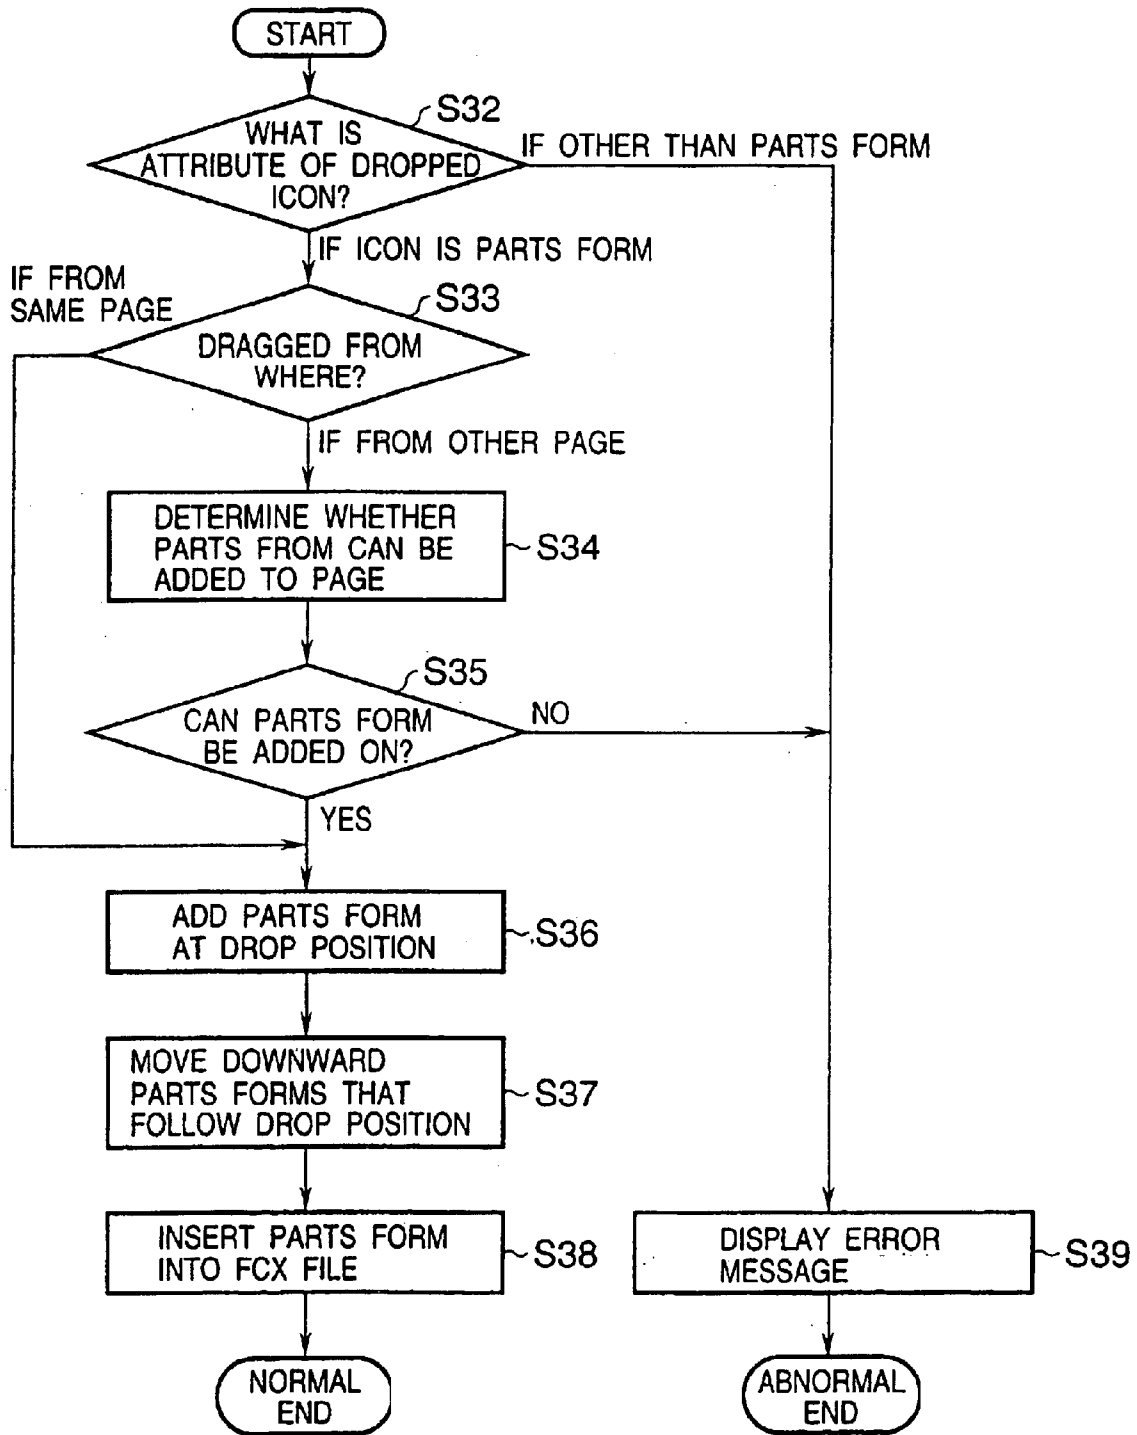 START
S32
WHAT IS
ATTRIBUTE OF DROPPED
ICON?
IF OTHER THAN PARTS FORM
IF ICON IS PARTS FORM
IF FROM
SAME PAGE
S33
DRAGGED FROM
WHERE?
IF FROM OTHER PAGE
DETERMINE WHETHER
PARTS FROM CAN BE
ADDED TO PAGE
S34
S35
CAN PARTS FORM
BE ADDED ON?
NO
YES
ADD PARTS FORM
AT DROP POSITION
S36
MOVE DOWNWARD
PARTS FORMS THAT
FOLLOW DROP POSITION
S37
INSERT PARTS FORM
INTO FCX FILE
S38
DISPLAY ERROR
MESSAGE
S39
NORMAL
END
ABNORMAL
END